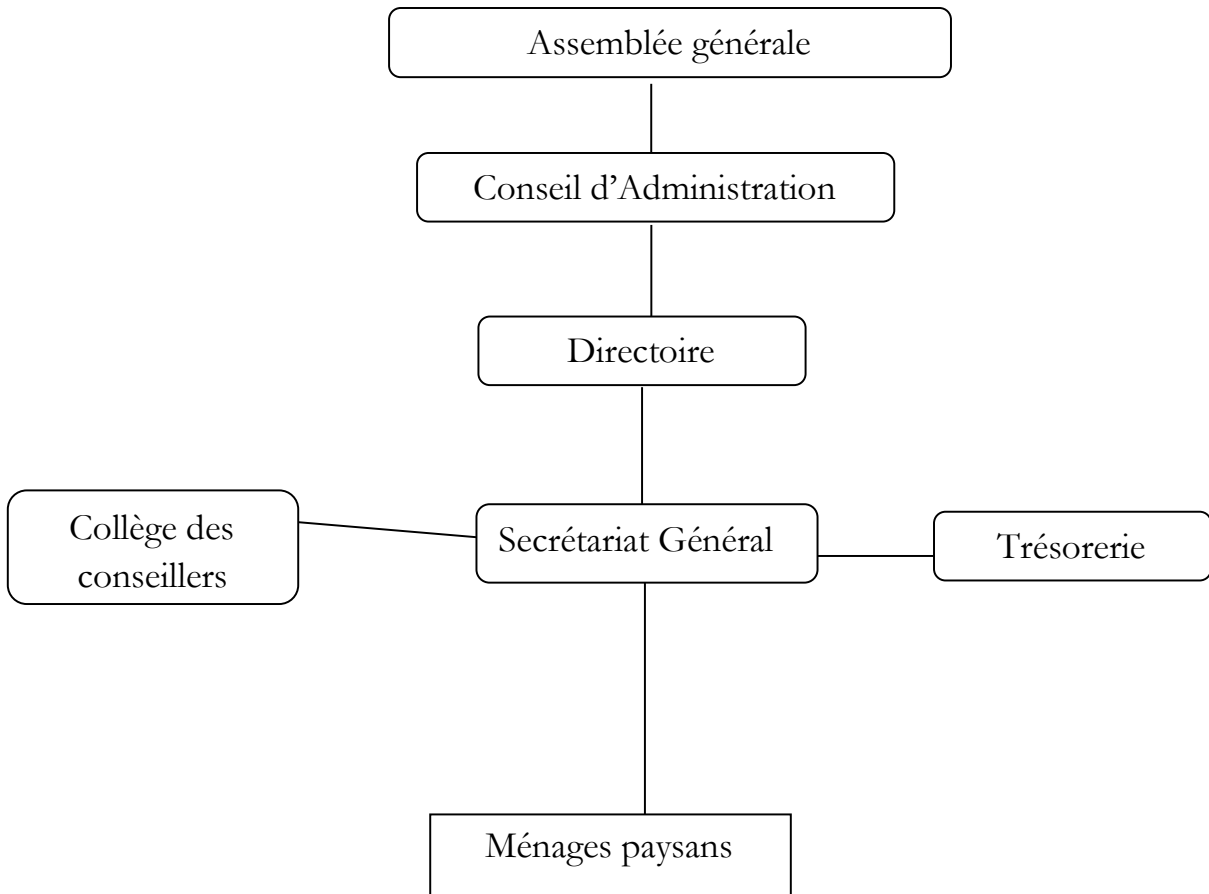 Assemblée générale
Conseil d’Administration
Directoire
Collège des
conseillers
Secrétariat Général
Trésorerie
Ménages paysans